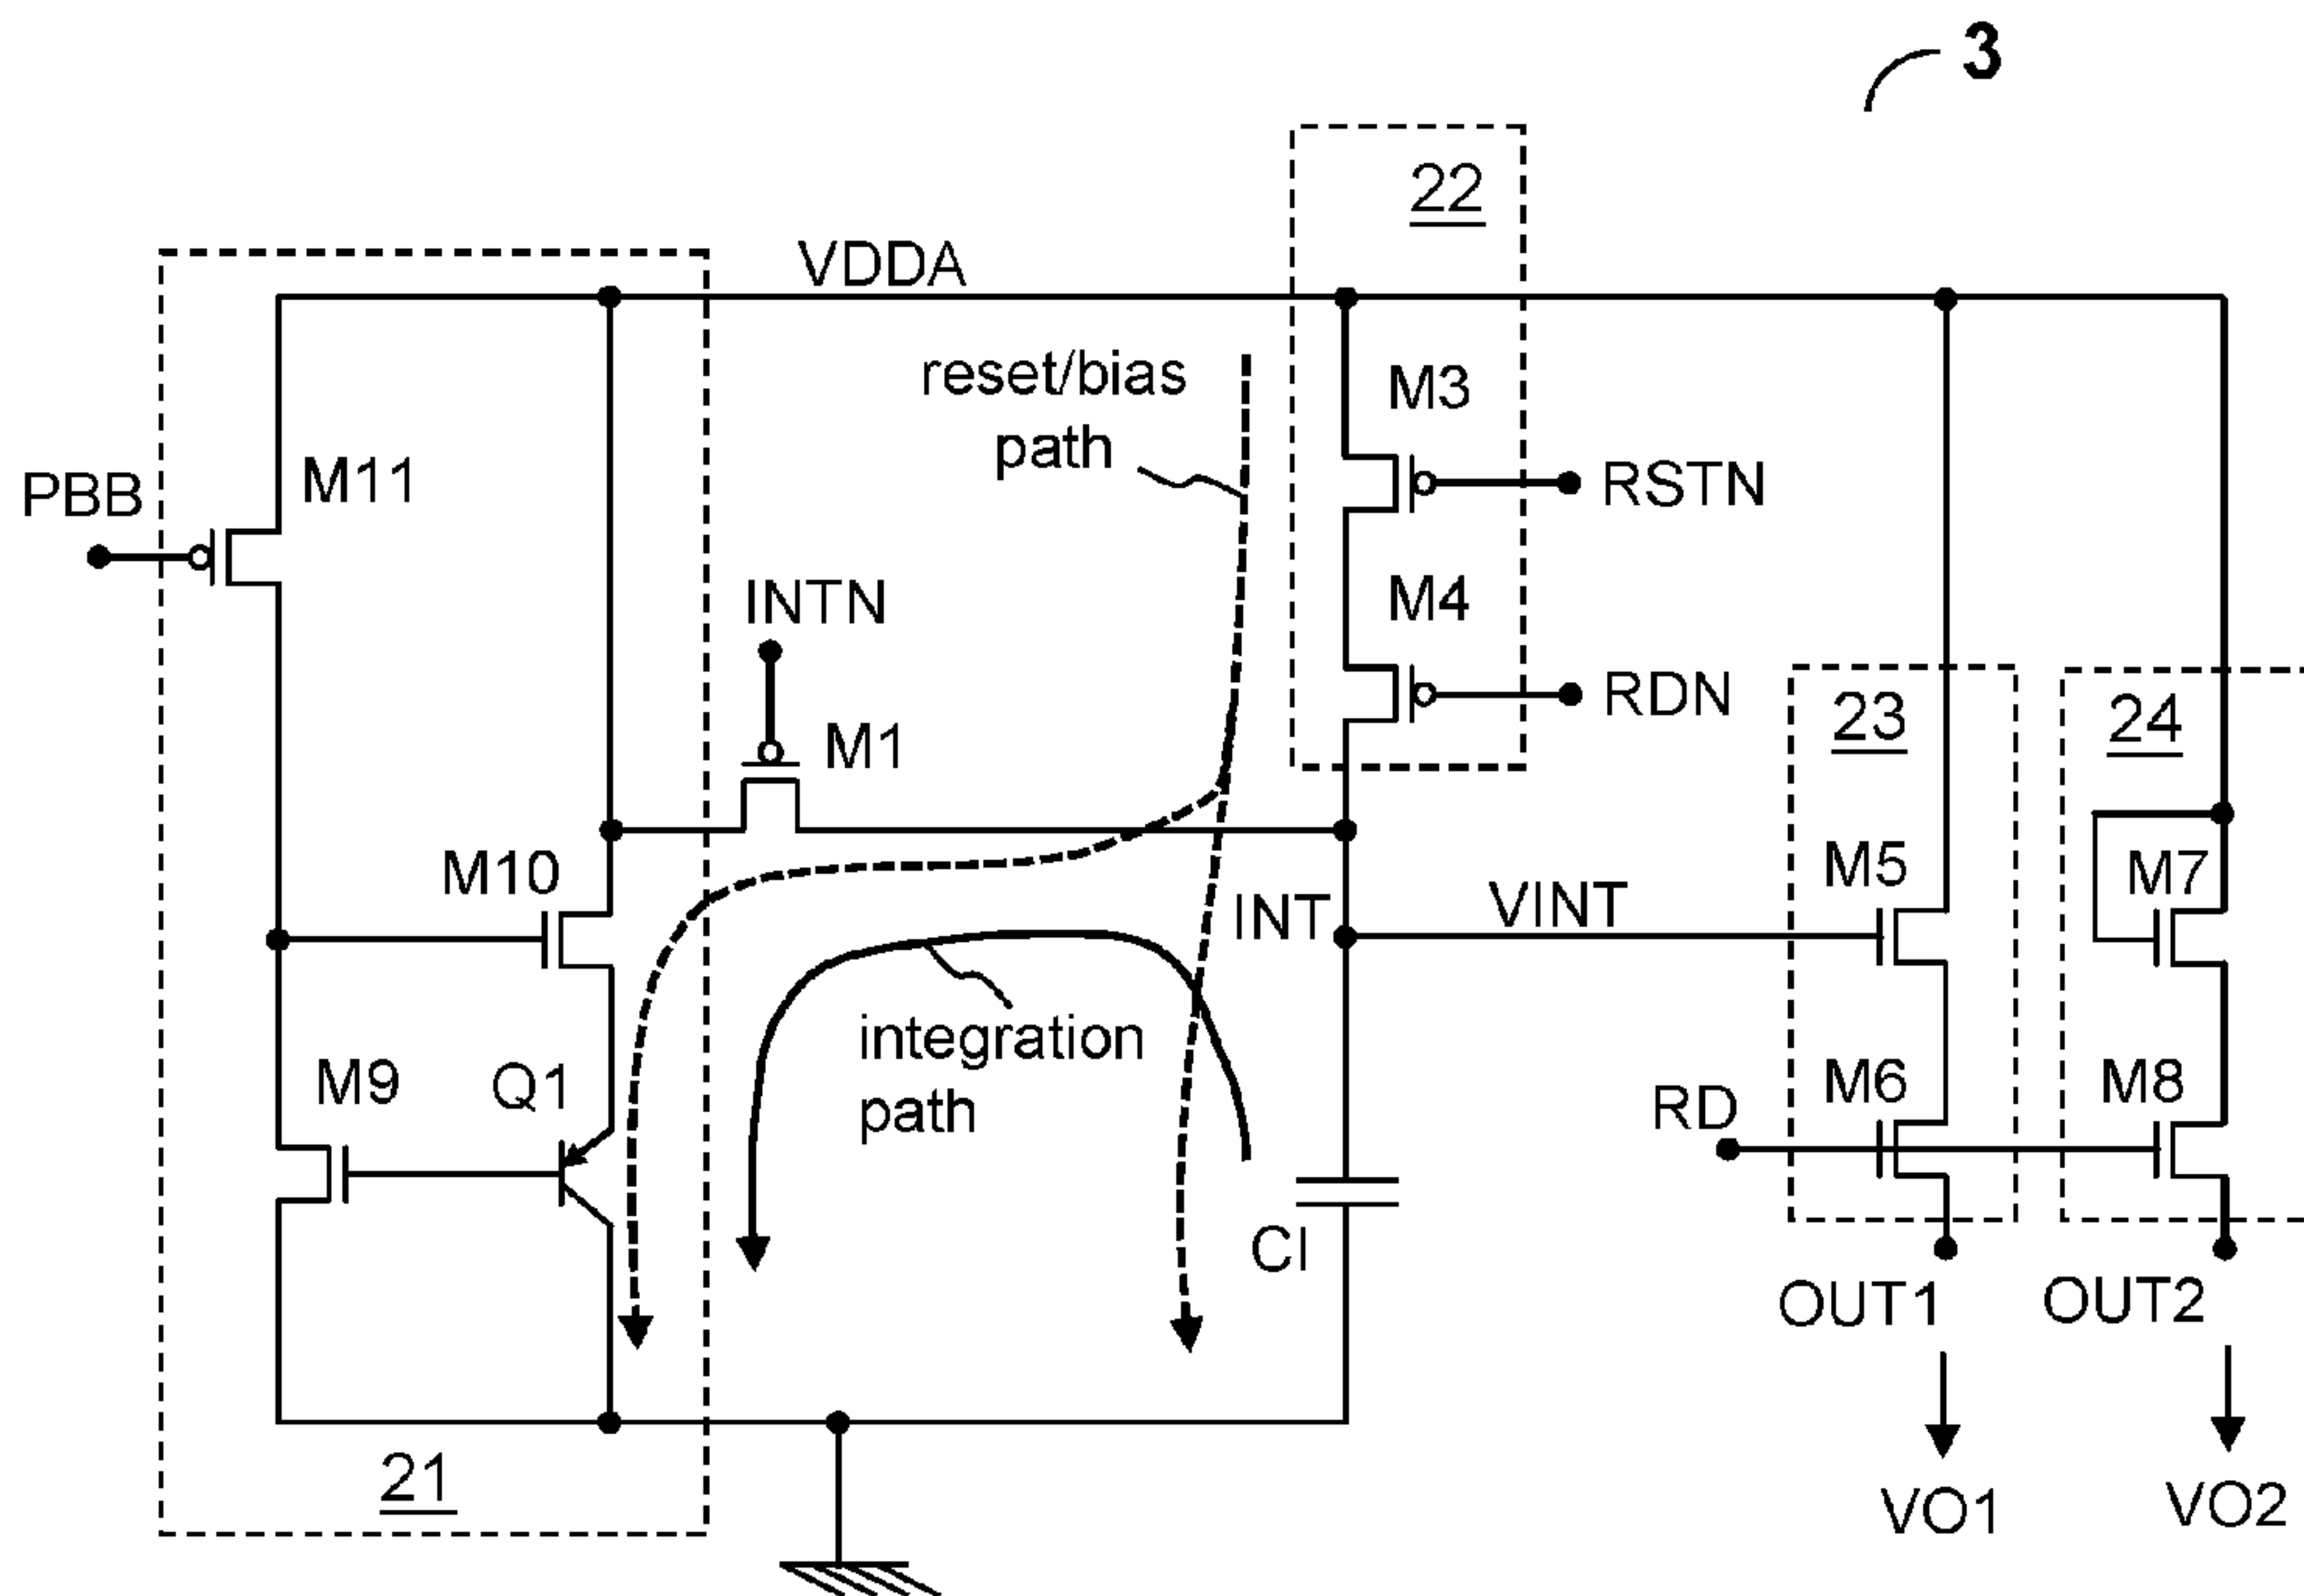 3
22
VDDA
reset/bias
path
M3
M11
PBB
RSTN
INTN
M4
RDN
M1
23
24
M10
M5
M7
INT
VINT
integration
path
M9
Q1
M6
M8
RD
CI
OUT1
OUT2
21
VO1
VO2